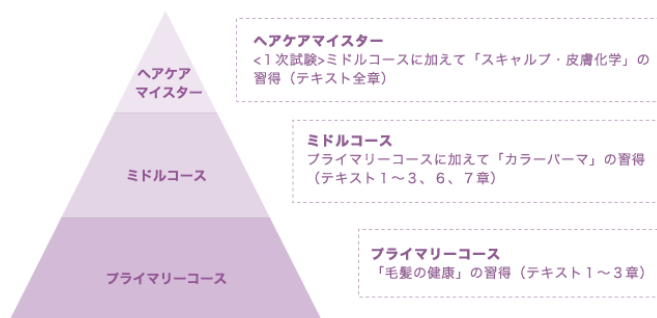 ヘアケア
マイスター
ヘアケアマイスター
<1次試験>ミドルコースに加えて「スキャルプ・皮膚化学」の
習得（テキスト全章）
ミドルコース
ミドルコース
プライマリーコースに加えて「カラーパーマ」の習得
（テキスト１～３、６、７章）
プライマリーコース
プライマリーコース
「毛髪の健康」の習得（テキスト１～３章）